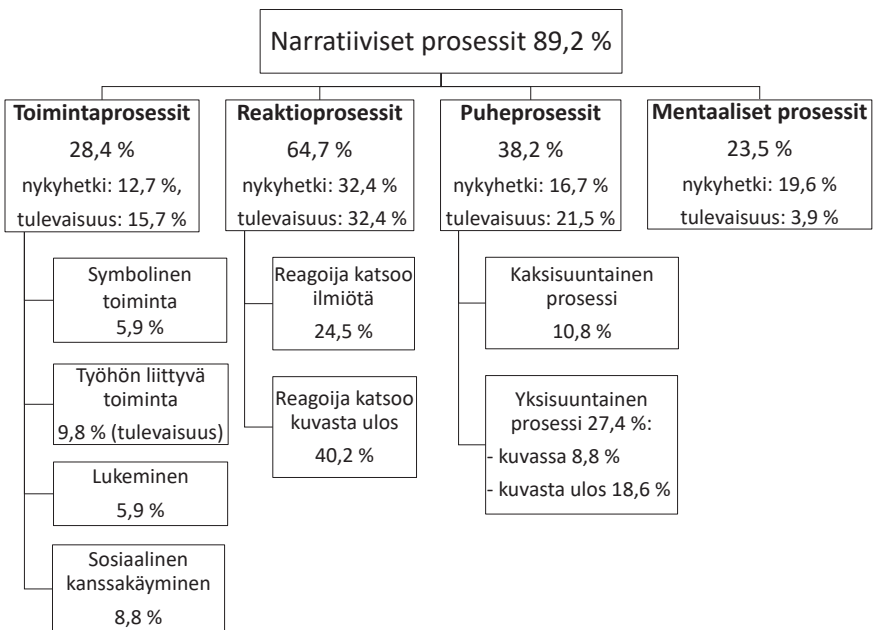 Narratiiviset prosessit 89,2 %
Toimintaprosessit
28,4 %
nykyhetki: 12,7 %,
tulevaisuus: 15,7 %
Reaktioprosessit
64,7 %
nykyhetki: 32,4 %
tulevaisuus: 32,4 %
Puheprosessit
38,2 %
nykyhetki: 16,7 %
tulevaisuus: 21,5 %
Mentaaliset prosessit
23,5 %
nykyhetki: 19,6 %
tulevaisuus: 3,9 %
Symbolinen
toiminta
5,9 %
Työhön liittyvä
toiminta
9,8 % (tulevaisuus)
Lukeminen
5,9 %
Sosiaalinen
kanssakäyminen
8,8 %
Reagoija katsoo
ilmiötä
24,5 %
Reagoija katsoo
kuvasta ulos
40,2 %
Kaksisuuntainen
prosessi
10,8 %
Yksisuuntainen
prosessi 27,4 %:
- kuvassa 8,8 %
- kuvasta ulos 18,6 %